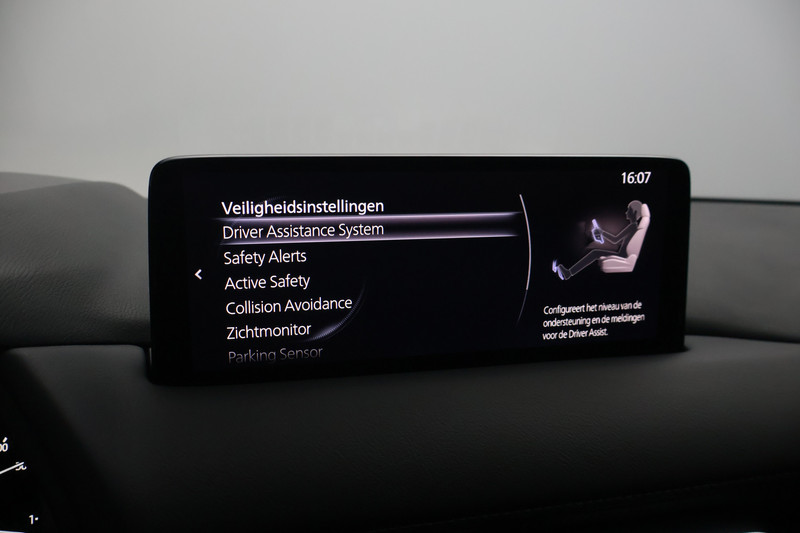 16:07
Veiligheidsinstellingen
Driver Assistance System
Safety Alerts
Active Safety
Collision Avoidance
Zichtmonitor
Parking Sensor
Configureert het niveau van de
ondersteuning en de meldingen
voor de Driver Assist.
1-